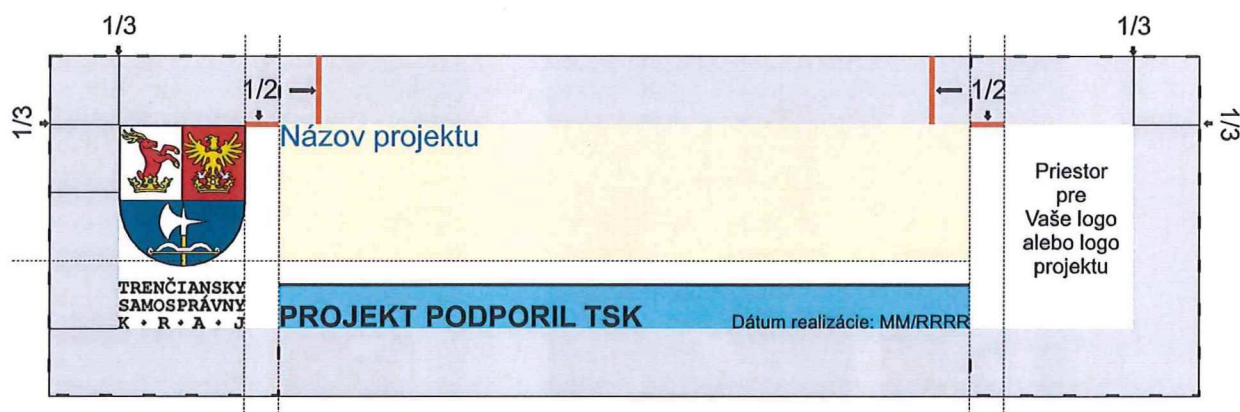 1/3
1/3
1/2
1/2
1/3
1/3
Názov projektu
Priestor
pre
Vaše logo
alebo logo
projektu
TRENČIANSKY
SAMOSPRÁVNY
K • R • A • J
PROJEKT PODPORIL TSK
Dátum realizácie: MM/RRRR